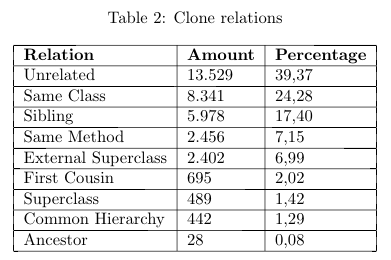 Table 2: Clone relations
Relation Amount Percentage
Unrelated 13.529 39,37
Same Class 8.341 24,28
Sibling 5.978 17,40
Same Method 2.456 7,15
External Superclass 2.402 6,99
First Cousin 695 2,02
Superclass 489 1,42
Common Hierarchy 442 1,29
Ancestor 28 0,08